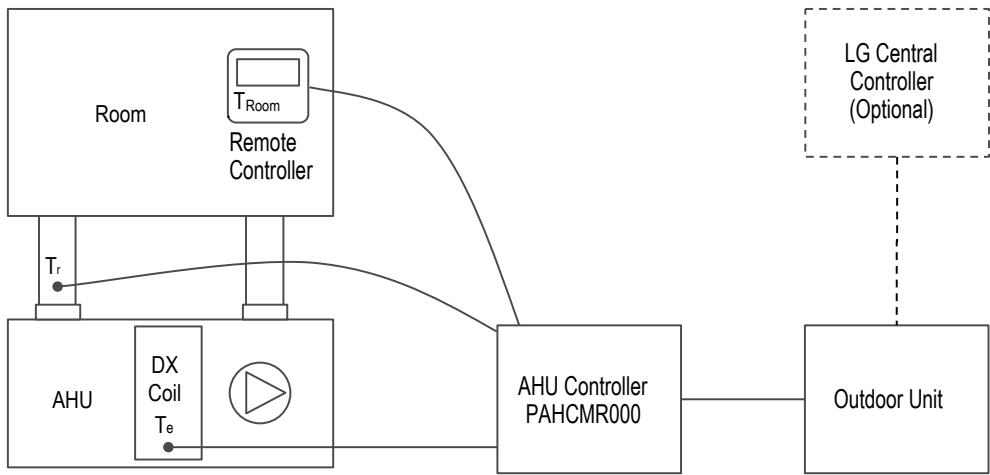 Room
TRoom
Remote
Controller
LG Central
Controller
(Optional)
Tr
AHU
DX
Coil
Te
AHU Controller
PAHCMR000
Outdoor Unit